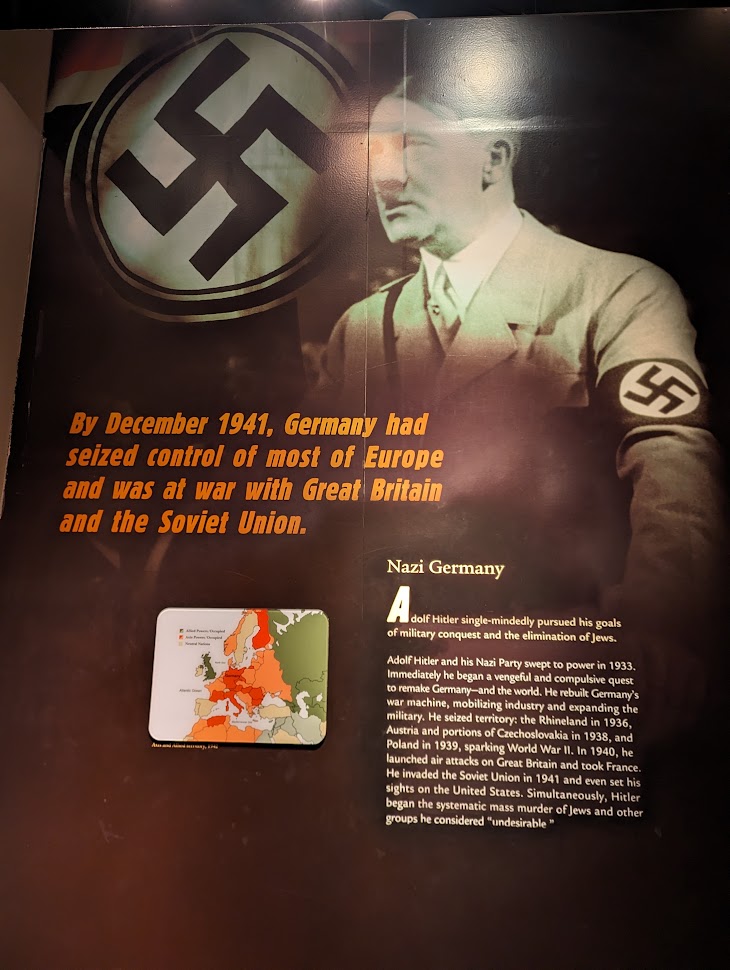 By December 1941, Germany had
seized control of most of Europe
and was at war with Great Britain
and the Soviet Union.
Nazi Germany
Adolf Hitler single-mindedly pursued his goals
of military conquest and the elimination of Jews.
Adolf Hitler and his Nazi Party swept to power in 1933.
Immediately he began a vengeful and compulsive quest
to remake Germany—and the world. He rebuilt Germany's
war machine, mobilizing industry and expanding the
military. He seized territory: the Rhineland in 1936,
Austria and portions of Czechoslovakia in 1938, and
Poland in 1939, sparking World War II. In 1940, he
launched air attacks on Great Britain and took France.
He invaded the Soviet Union in 1941 and even set his
sights on the United States. Simultaneously, Hitler
began the systematic mass murder of Jews and other
groups he considered "undesirable"
Allied Powers/Occupied
Axis Powers/Occupied
Neutral Nations
Atlantic Ocean